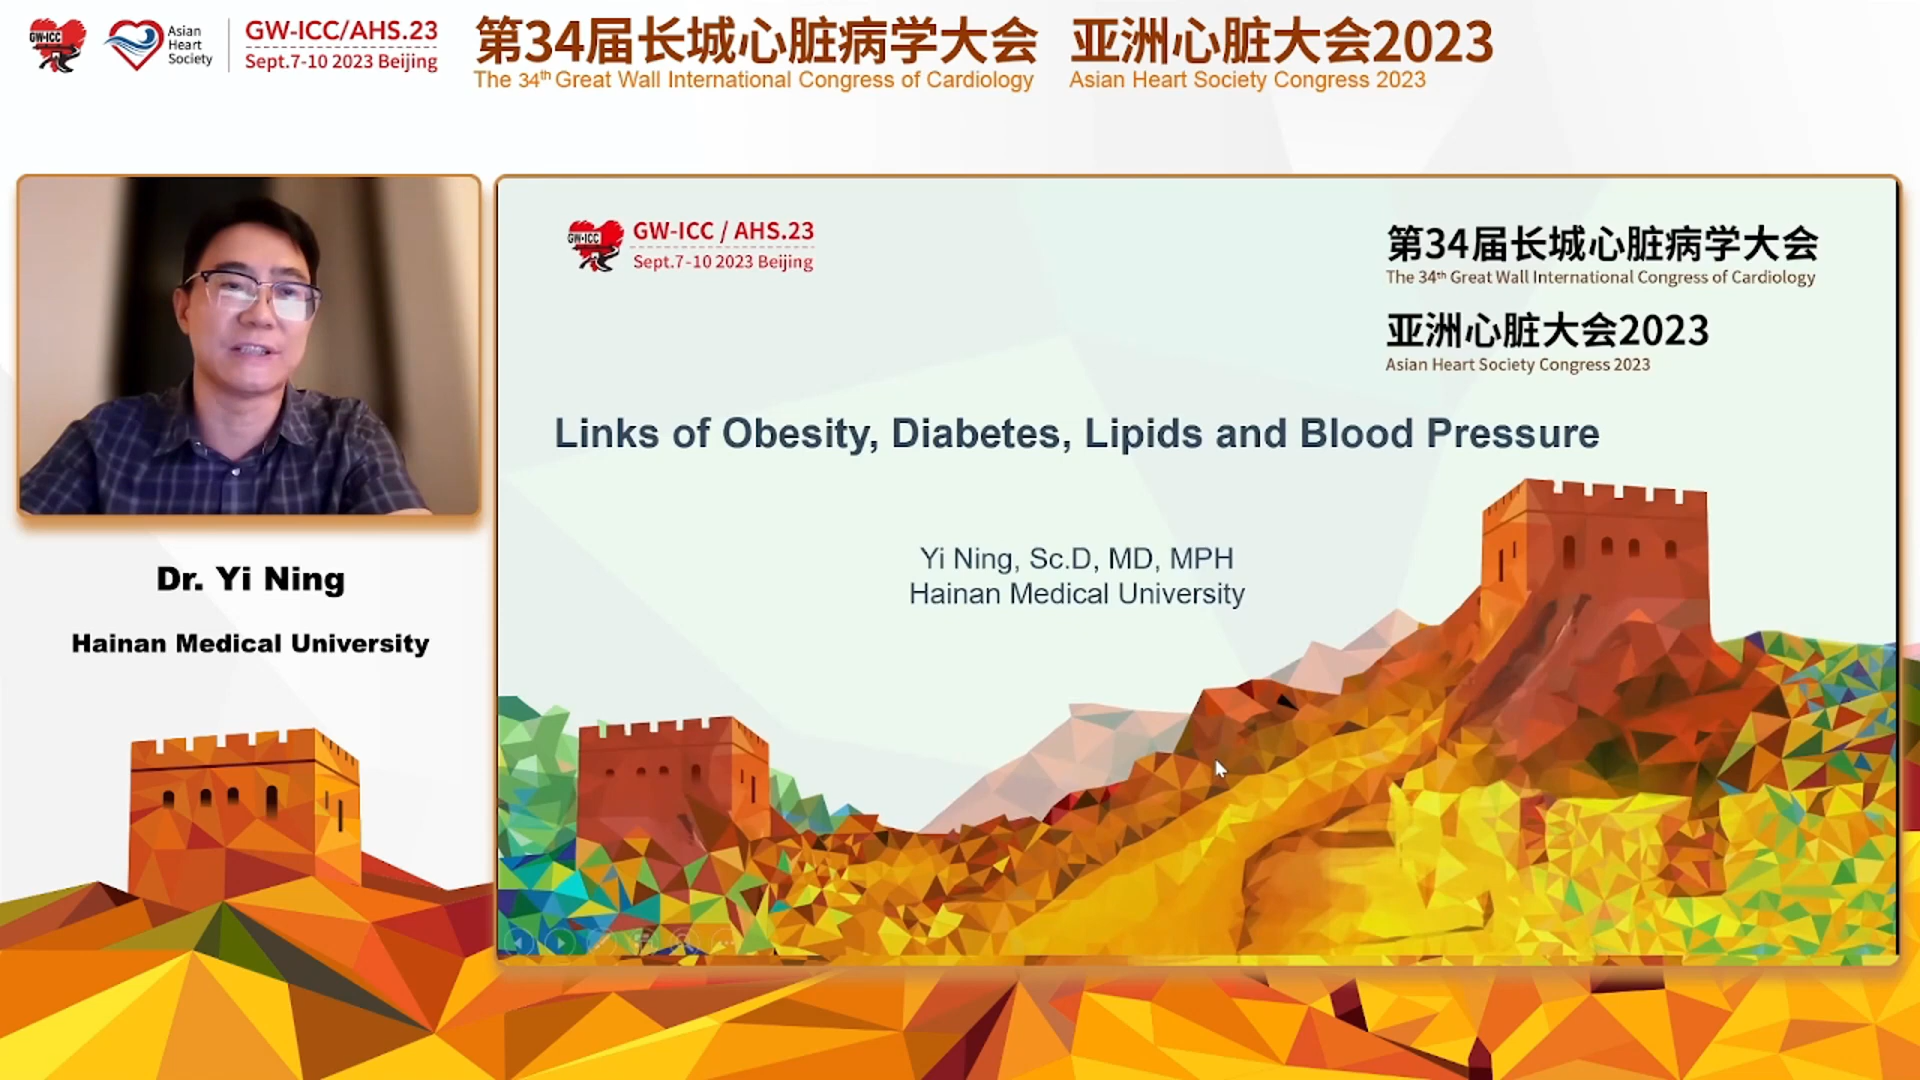 GW-ICC
Asian
Heart
Society
GW-ICC/AHS.23
Sept.7-10 2023 Beijing
第34届长城心脏病学大会
The 34th Great Wall International Congress of Cardiology
亚洲心脏大会2023
Asian Heart Society Congress 2023
Dr. Yi Ning
Hainan Medical University
GW-ICC
GW-ICC / AHS.23
Sept.7-10 2023 Beijing
第34届长城心脏病学大会
The 34th Great Wall International Congress of Cardiology
亚洲心脏大会2023
Asian Heart Society Congress 2023
Links of Obesity, Diabetes, Lipids and Blood Pressure
Yi Ning, Sc.D, MD, MPH
Hainan Medical University